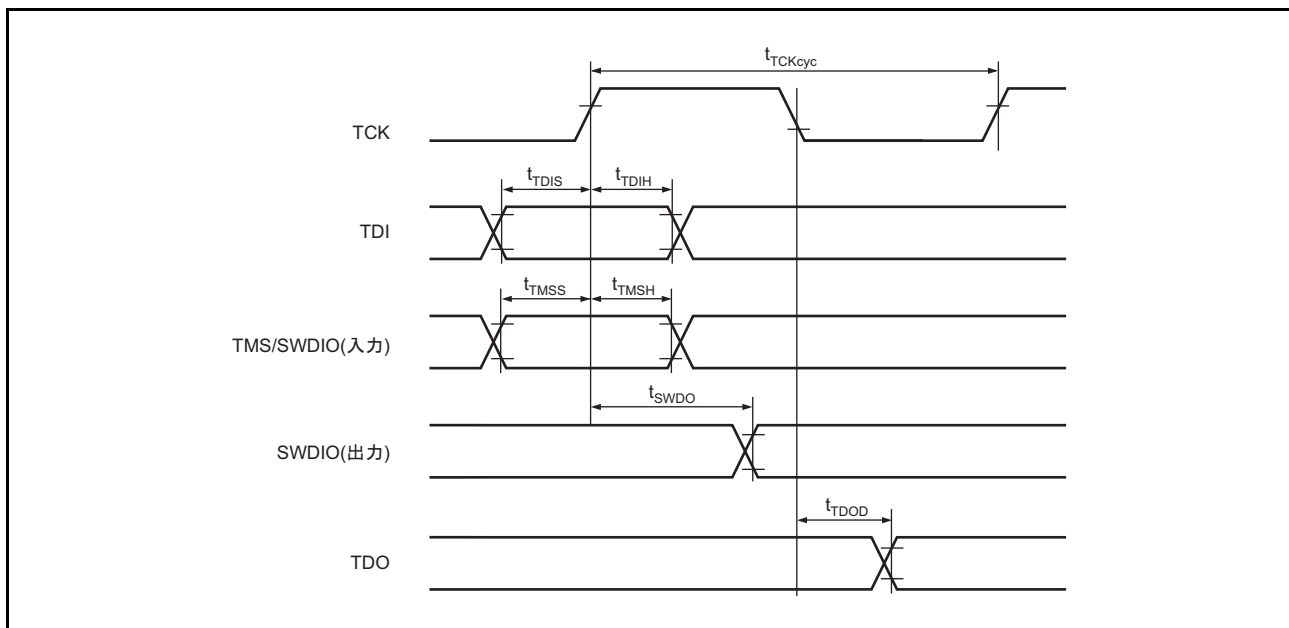 tTCKcyc
TCK
tTDIS
tTDIH
TDI
tTMSS
tTMSH
TMS/SWDIO(入力)
tSWDO
SWDIO(出力)
tTDOD
TDO